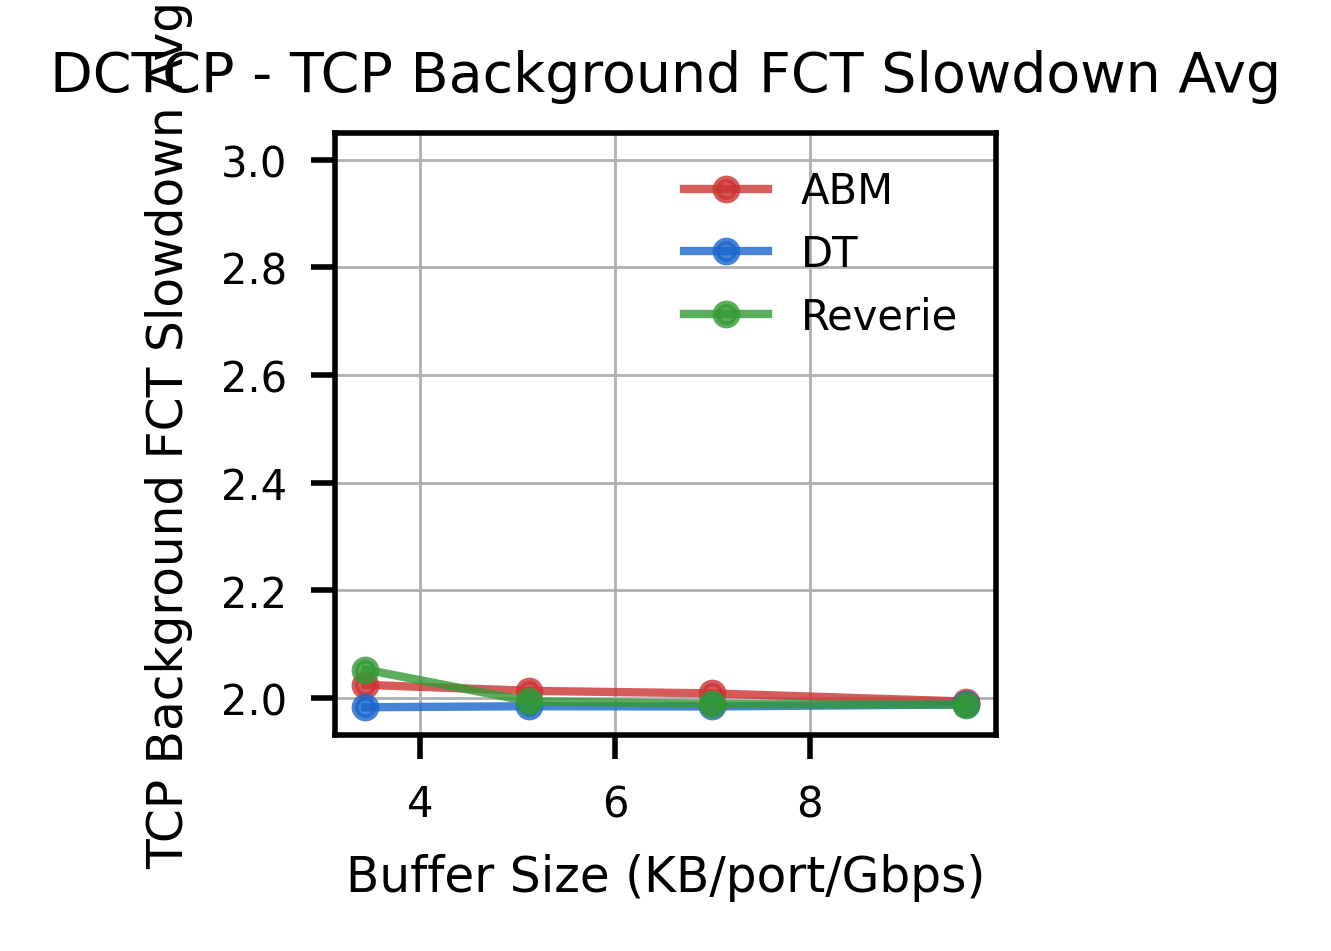 DCTCP - TCP Background FCT Slowdown Avg
TCP Background FCT Slowdown Avg
3.0
2.8
2.6
2.4
2.2
2.0
ABM
DT
Reverie
4 6 8
Buffer Size (KB/port/Gbps)